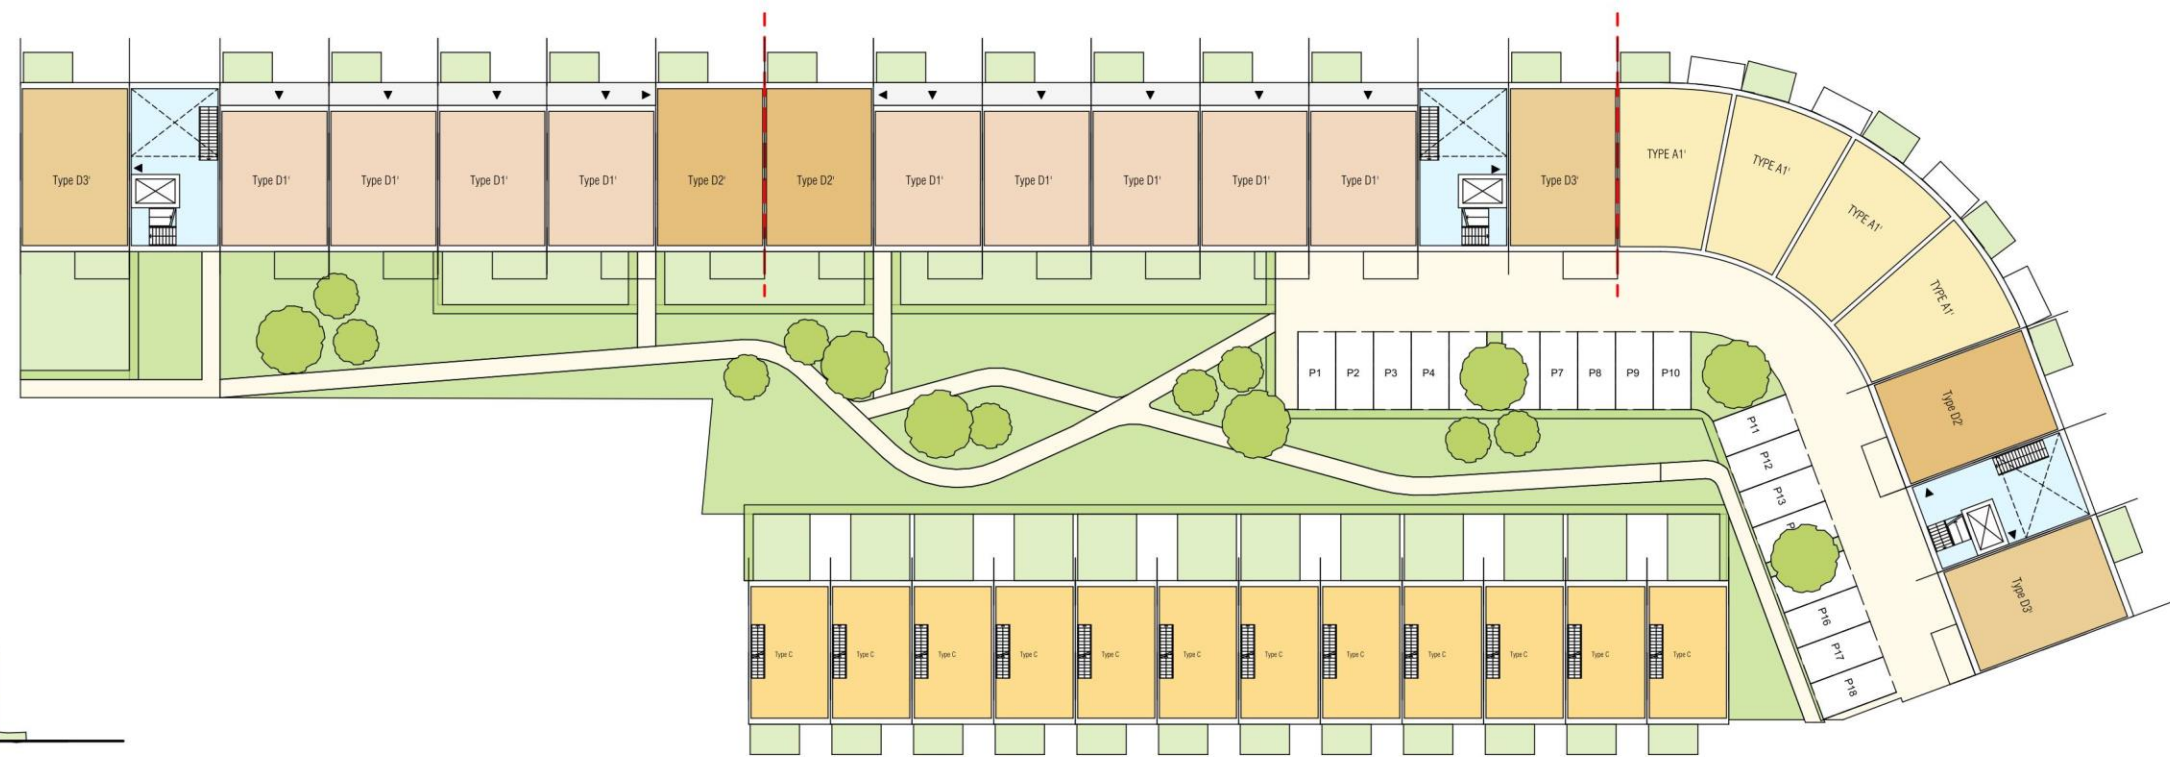 Type D3'
Type D1'
Type D1'
Type D1'
Type D1'
Type D2'
Type D2'
Type D1'
Type D1'
Type D1'
Type D1'
Type D1'
Type D3'
TYPE A1'
TYPE A1'
TYPE A1'
TYPE A1'
Type D2'
Type D3'
P1
P2
P3
P4
P7
P8
P9
P10
P11
P12
P13
P16
P17
P18
Type C
Type C
Type C
Type C
Type C
Type C
Type C
Type C
Type C
Type C
Type C
Type C